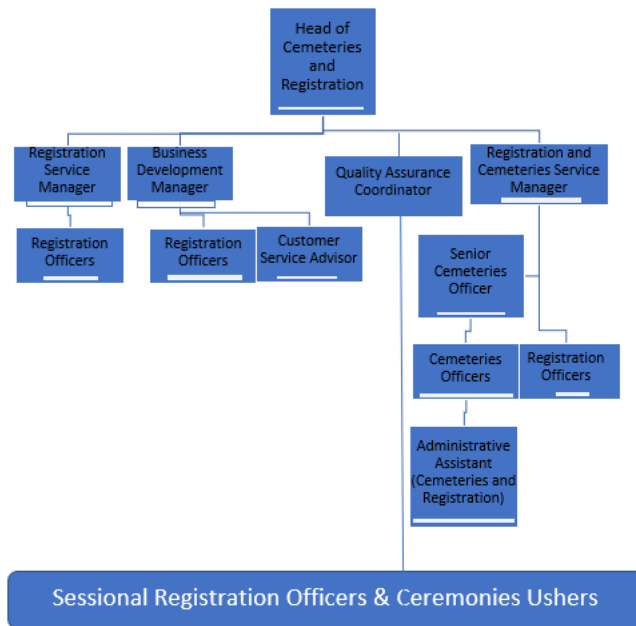 Head of
Cemeteries
and
Registration
Registration
Service
Manager
Business
Development
Manager
Quality Assurance
Coordinator
Registration and
Cemeteries Service
Manager
Registration
Officers
Registration
Officers
Customer
Service Advisor
Senior
Cemeteries
Officer
Cemeteries
Officers
Registration
Officers
Administrative
Assistant
(Cemeteries and
Registration)
Sessional Registration Officers & Ceremonies Ushers